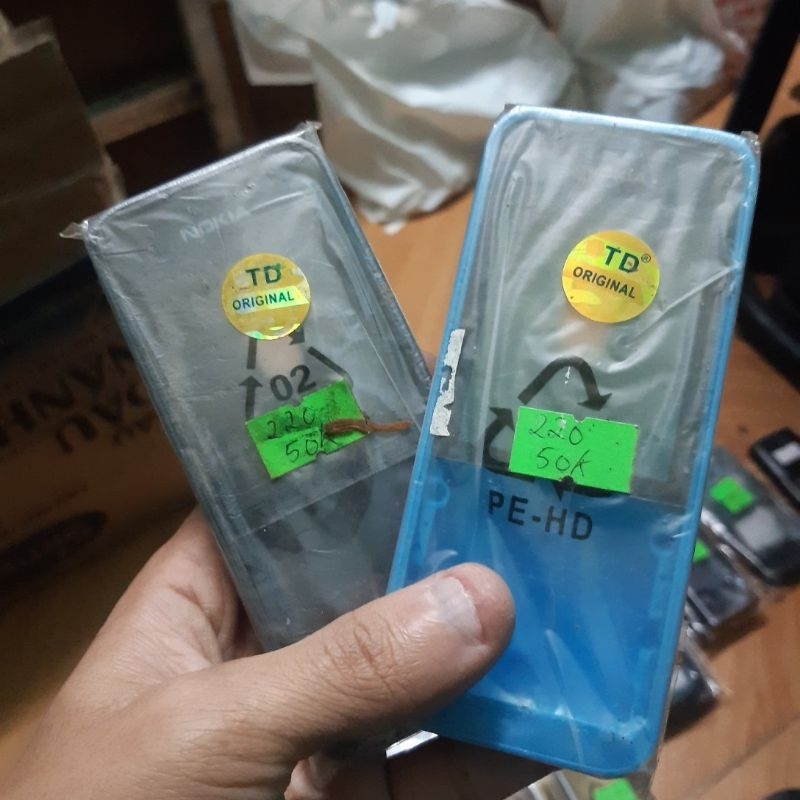 NOKIA
TD
ORIGINAL
02
220
50K
TD®
ORIGINAL
220
50K
PE-HD